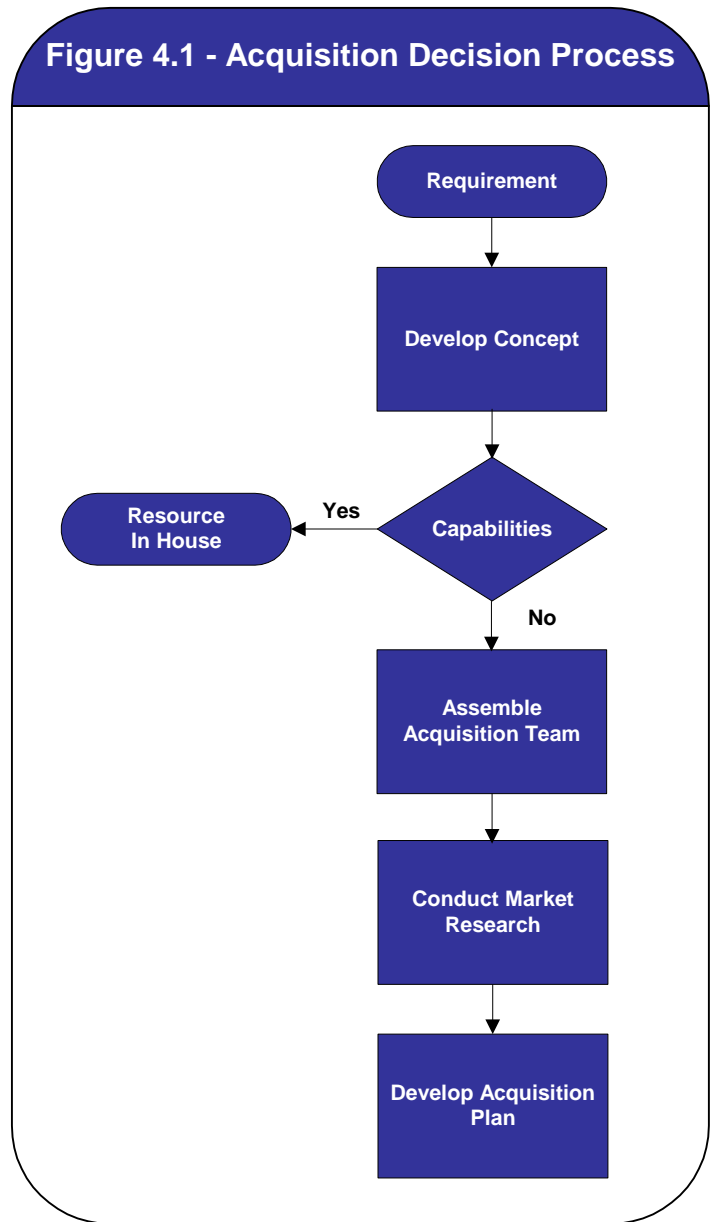 Figure 4.1 - Acquisition Decision Process
Requirement
Develop Concept
Capabilities
Yes
Resource
In House
No
Assemble
Acquisition Team
Conduct Market
Research
Develop Acquisition
Plan